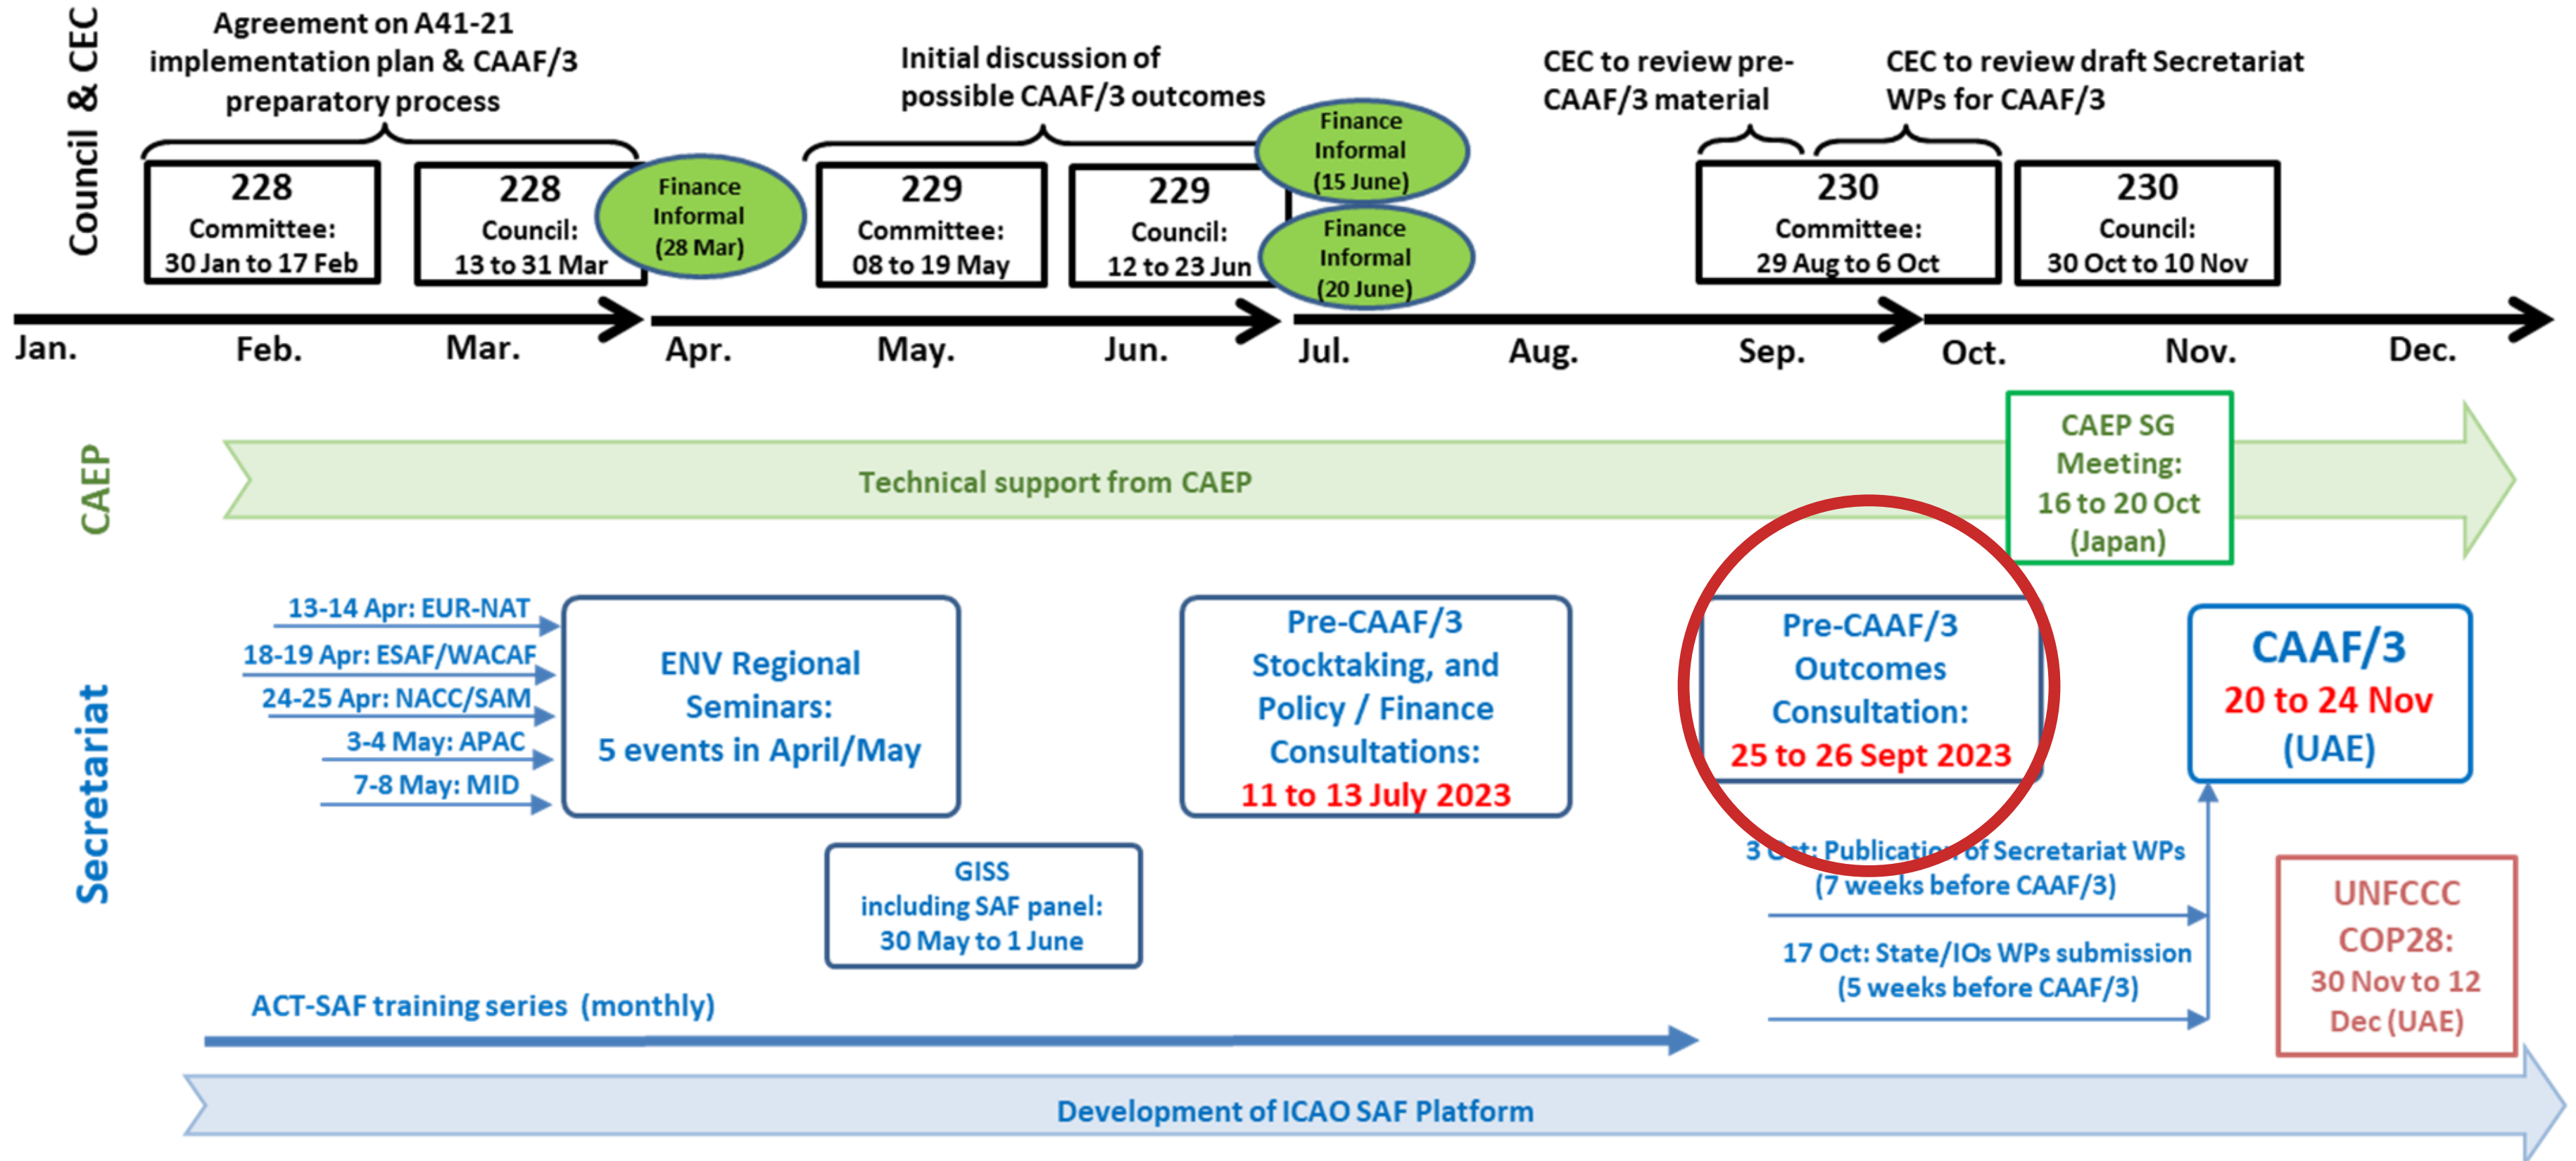 Council & CEC
Agreement on A41-21
implementation plan & CAAF/3
preparatory process
Initial discussion of
possible CAAF/3 outcomes
CEC to review pre-
CAAF/3 material
CEC to review draft Secretariat
WPs for CAAF/3
228
Committee:
30 Jan to 17 Feb
228
Council:
13 to 31 Mar
Finance
Informal
(28 Mar)
229
Committee:
08 to 19 May
229
Council:
12 to 23 Jun
Finance
Informal
(15 June)
Finance
Informal
(20 June)
230
Committee:
29 Aug to 6 Oct
230
Council:
30 Oct to 10 Nov
Jan.
Feb.
Mar.
Apr.
May.
Jun.
Jul.
Aug.
Sep.
Oct.
Nov.
Dec.
CAEP
Technical support from CAEP
CAEP SG
Meeting:
16 to 20 Oct
(Japan)
Secretariat
13-14 Apr: EUR-NAT
18-19 Apr: ESAF/WACAF
24-25 Apr: NACC/SAM
3-4 May: APAC
7-8 May: MID
ENV Regional
Seminars:
5 events in April/May
Pre-CAAF/3
Stocktaking, and
Policy / Finance
Consultations:
11 to 13 July 2023
Pre-CAAF/3
Outcomes
Consultation:
25 to 26 Sept 2023
CAAF/3
20 to 24 Nov
(UAE)
GISS
including SAF panel:
30 May to 1 June
3 Oct: Publication of Secretariat WPs
(7 weeks before CAAF/3)
17 Oct: State/IOs WPs submission
(5 weeks before CAAF/3)
UNFCCC
COP28:
30 Nov to 12
Dec (UAE)
ACT-SAF training series (monthly)
Development of ICAO SAF Platform